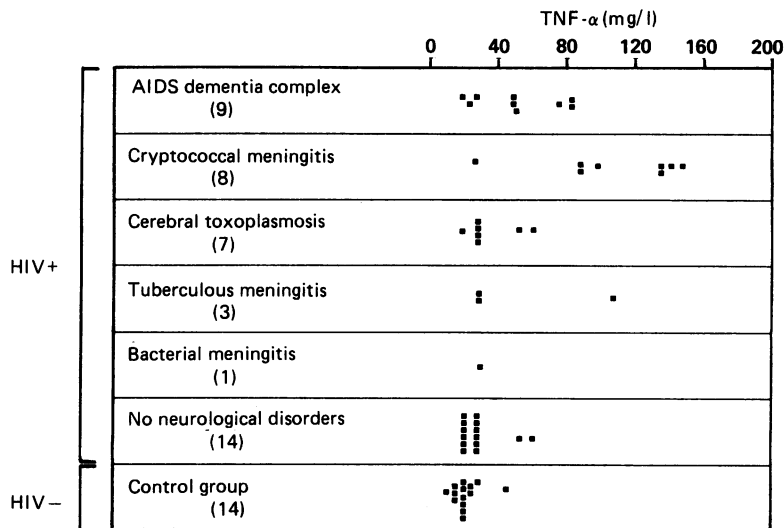 TNF-α (mg/l)
0 40 80 120 160 200
AIDS dementia complex
(9)
Cryptococcal meningitis
(8)
Cerebral toxoplasmosis
(7)
HIV+
Tuberculous meningitis
(3)
Bacterial meningitis
(1)
No neurological disorders
(14)
HIV−
Control group
(14)